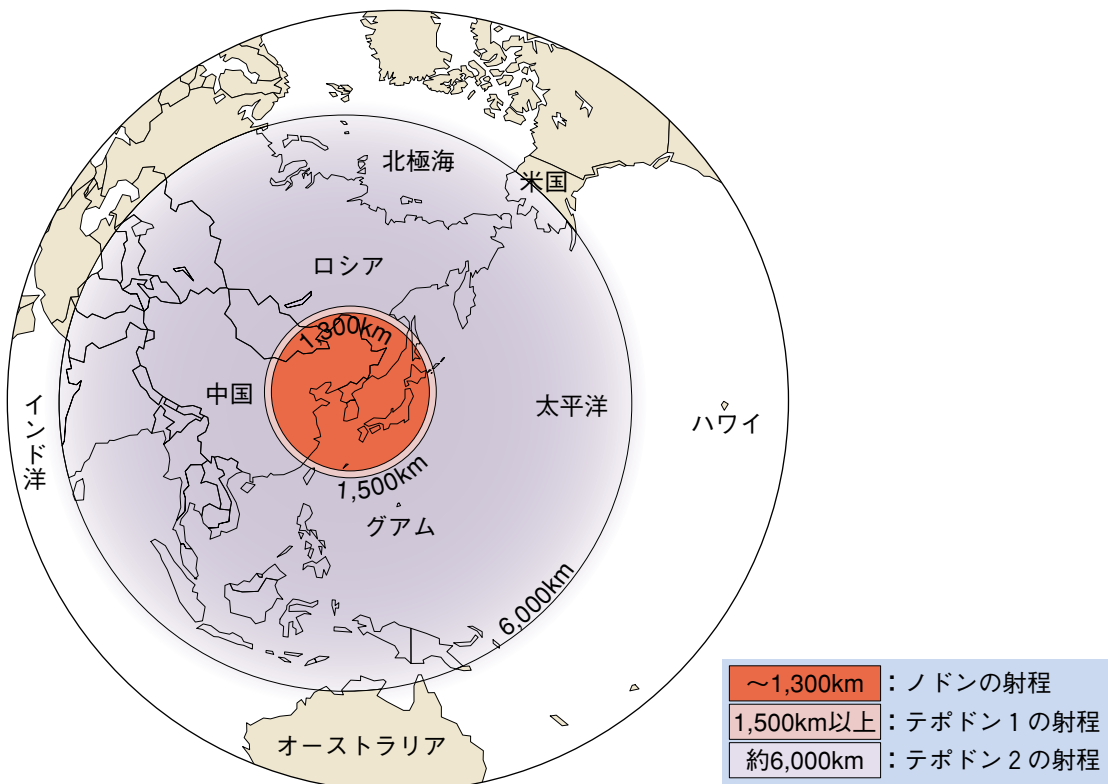 北極海
米国
ロシア
1,300km
中国
太平洋
ハワイ
インド洋
1,500km
グアム
6,000km
オーストラリア
〜1,300km：ノドンの射程
1,500km以上：テポドン1の射程
約6,000km：テポドン2の射程